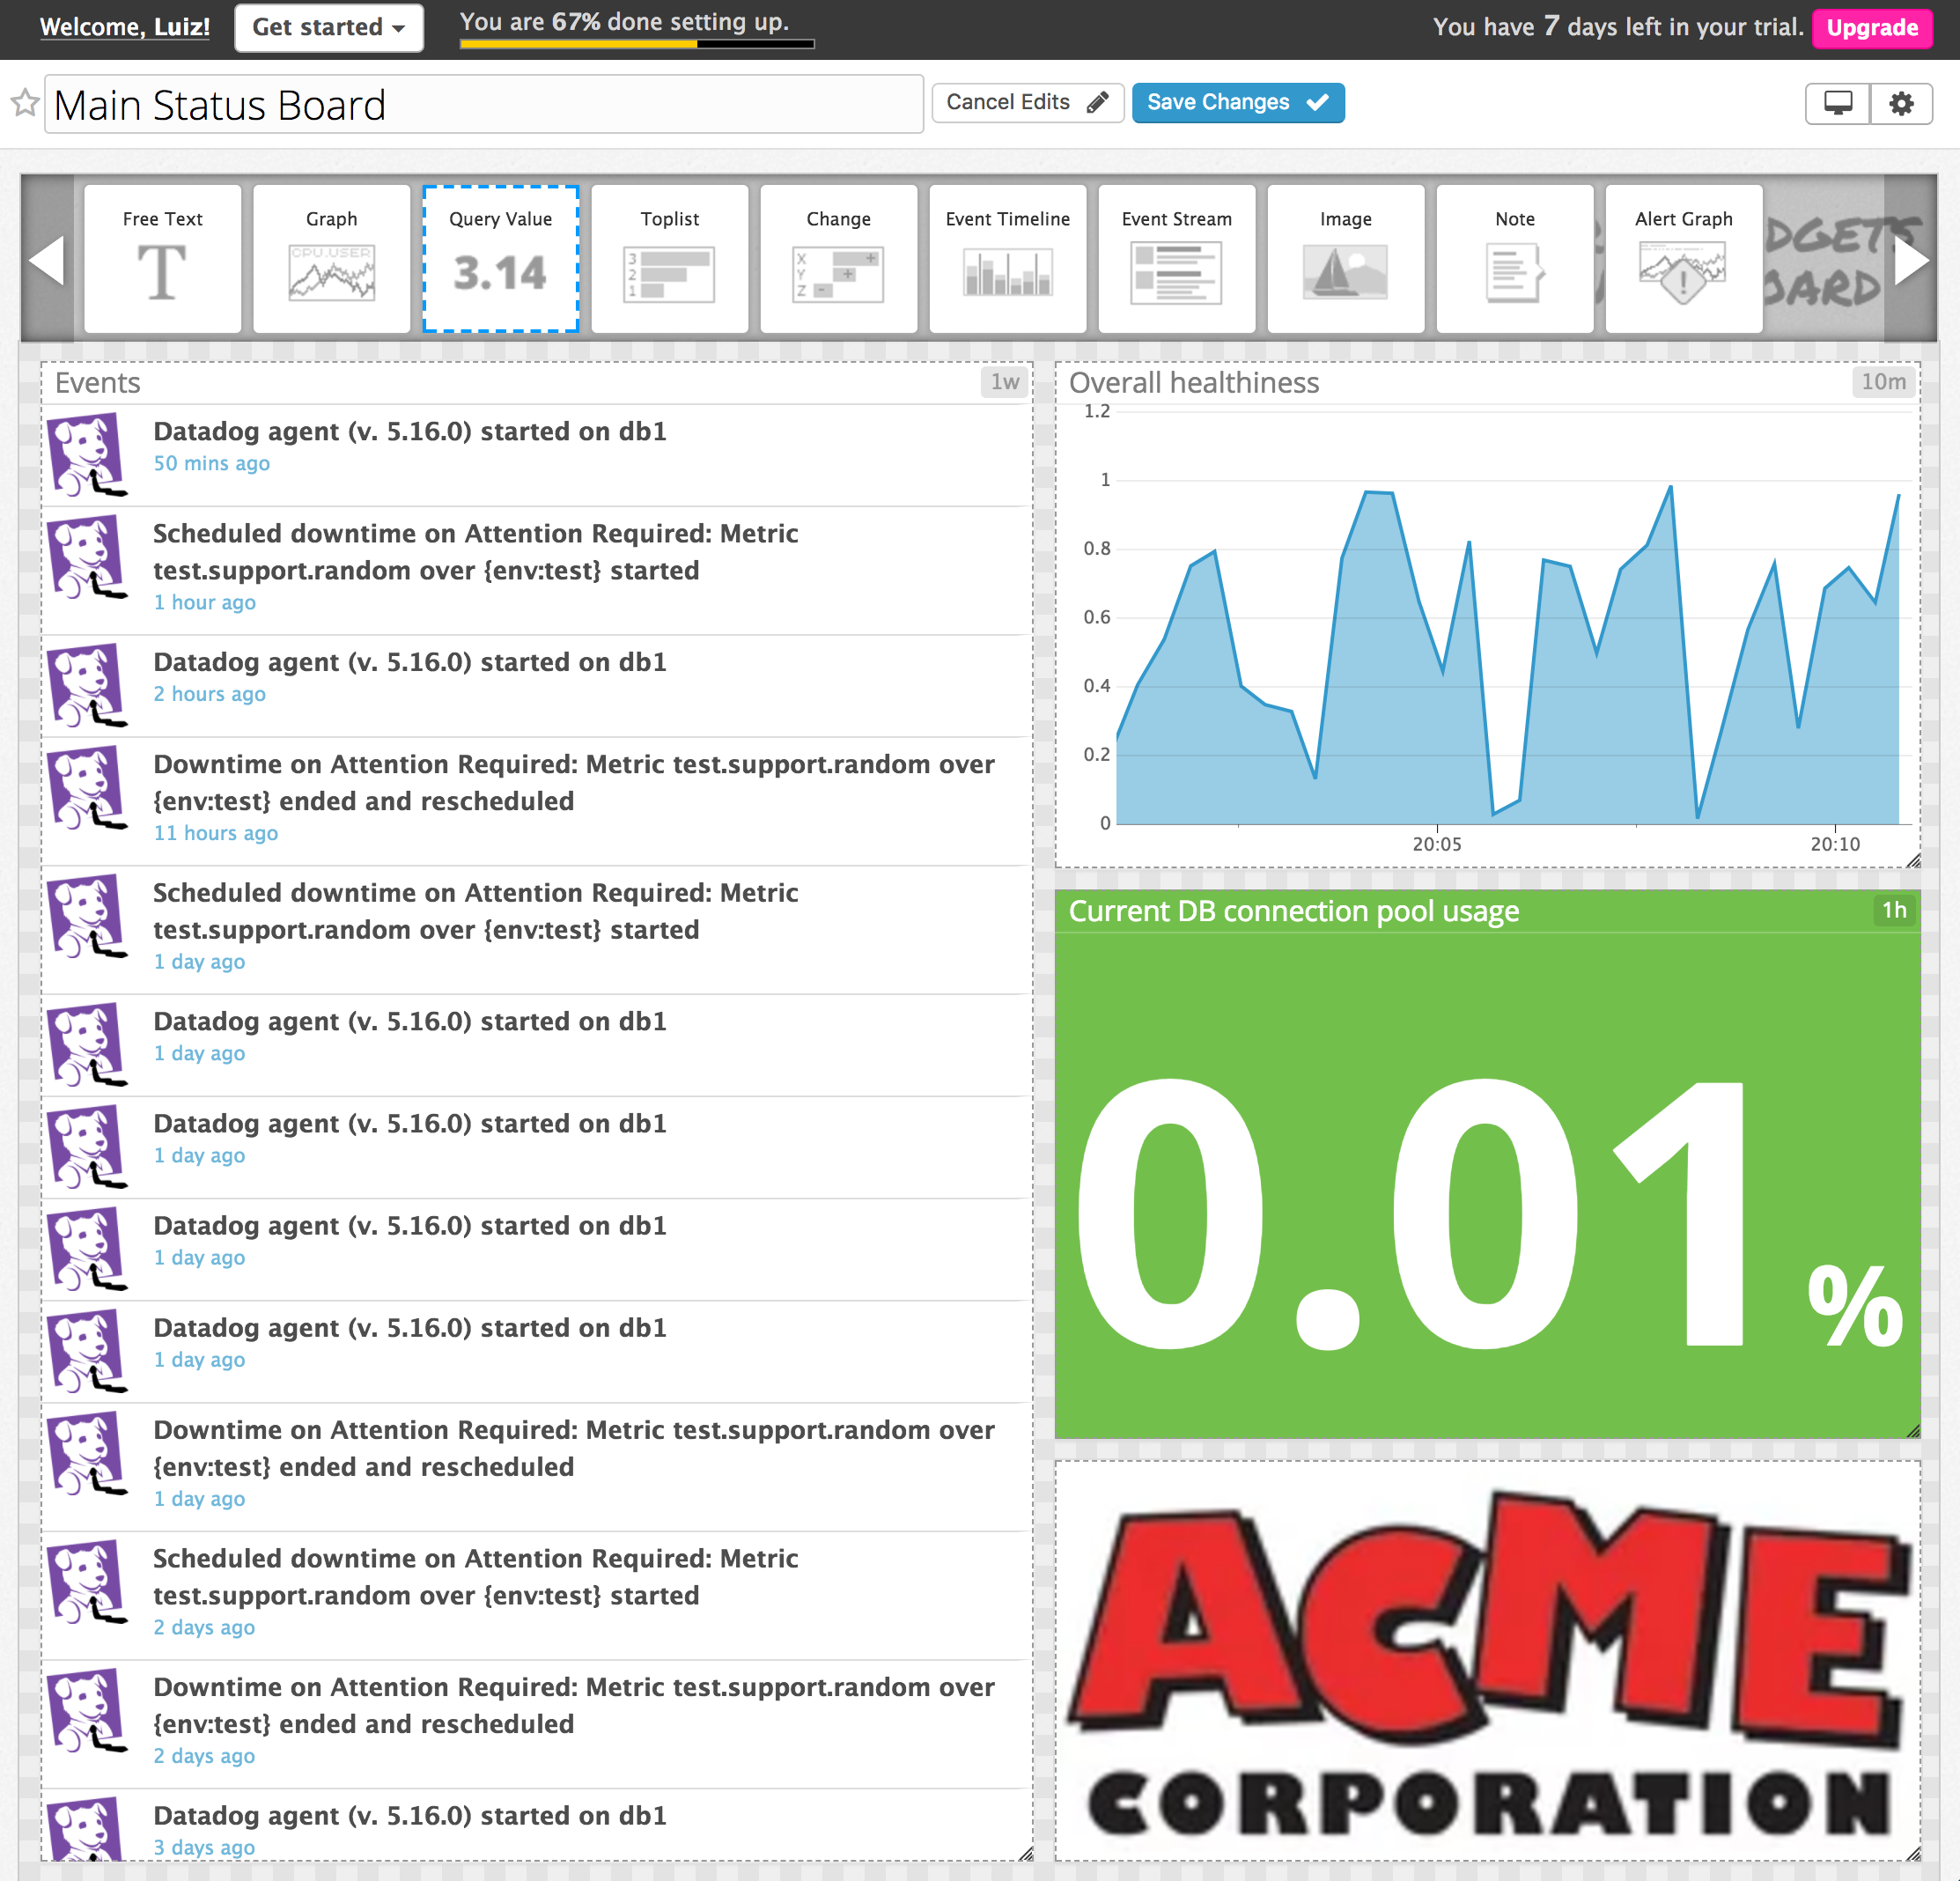 Welcome, Luiz!
Get started
You are 67% done setting up.
You have 7 days left in your trial.
Upgrade
Main Status Board
Cancel Edits
Save Changes
Free Text
T
Graph
CPU.USER
Query Value
3.14
Toplist
3
2
1
Change
X
Y
Z
Event Timeline
Event Stream
Image
Note
Alert Graph
Events
1w
Datadog agent (v. 5.16.0) started on db1
50 mins ago
Scheduled downtime on Attention Required: Metric
test.support.random over {env:test} started
1 hour ago
Datadog agent (v. 5.16.0) started on db1
2 hours ago
Downtime on Attention Required: Metric test.support.random over
{env:test} ended and rescheduled
11 hours ago
Scheduled downtime on Attention Required: Metric
test.support.random over {env:test} started
1 day ago
Datadog agent (v. 5.16.0) started on db1
1 day ago
Datadog agent (v. 5.16.0) started on db1
1 day ago
Datadog agent (v. 5.16.0) started on db1
1 day ago
Datadog agent (v. 5.16.0) started on db1
1 day ago
Downtime on Attention Required: Metric test.support.random over
{env:test} ended and rescheduled
1 day ago
Scheduled downtime on Attention Required: Metric
test.support.random over {env:test} started
2 days ago
Downtime on Attention Required: Metric test.support.random over
{env:test} ended and rescheduled
2 days ago
Datadog agent (v. 5.16.0) started on db1
3 days ago
Overall healthiness
10m
1.2
1
0.8
0.6
0.4
0.2
0
20:05
20:10
Current DB connection pool usage
1h
0.01 %
ACME
CORPORATION